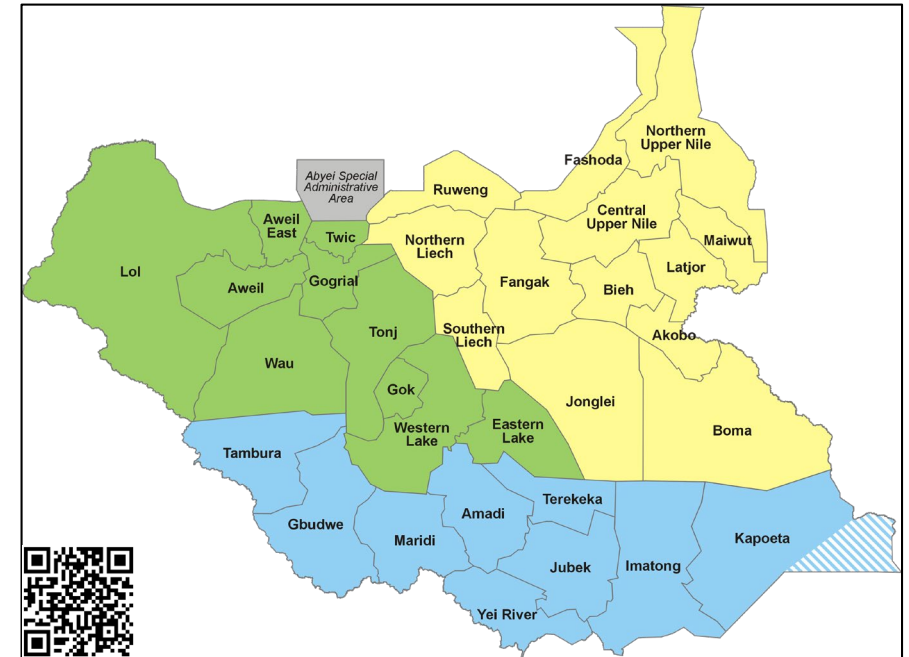 Northern
Upper Nile
Fashoda
Abyei Special
Administrative
Area
Ruweng
Central
Upper Nile
Aweil
East
Twic
Northern
Liech
Maiwut
Lol
Latjor
Aweil
Gogrial
Fangak
Bieh
Tonj
Southern
Liech
Akobo
Wau
Gok
Jonglei
Western
Lake
Eastern
Lake
Boma
Tambura
Terekeka
Amadi
Gbudwe
Maridi
Kapoeta
Jubek
Imatong
Yei River